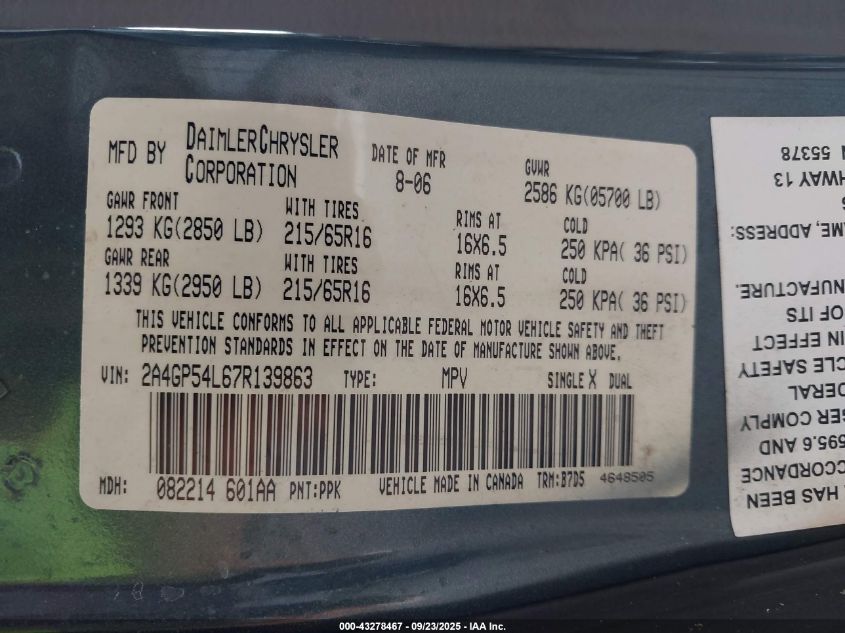 MFD BY DAIMLERCHRYSLER CORPORATION
DATE OF MFR 8-06
GVWR 2586 KG(05700 LB)
GAWR FRONT WITH TIRES RIMS AT COLD
1293 KG(2850 LB) 215/65R16 16X6.5 250 KPA( 36 PSI)
GAWR REAR WITH TIRES RIMS AT COLD
1339 KG(2950 LB) 215/65R16 16X6.5 250 KPA( 36 PSI)
THIS VEHICLE CONFORMS TO ALL APPLICABLE FEDERAL MOTOR VEHICLE SAFETY AND THEFT
PREVENTION STANDARDS IN EFFECT ON THE DATE OF MANUFACTURE SHOWN ABOVE.
VIN: 2A4GP54L67R139863 TYPE: MPV SINGLE X DUAL
MDH: 082214 601AA PNT:PPK VEHICLE MADE IN CANADA TRM:B7D5 4648505
HAS BEEN
CCORDANCE
595.6 AND
GER COMPLY
DERAL
CLE SAFETY
IN EFFECT
OF ITS
NUFACTURE.
AME, ADDRESS:
HWAY 13
N 55378
000-43278467 - 09/23/2025 - IAA Inc.